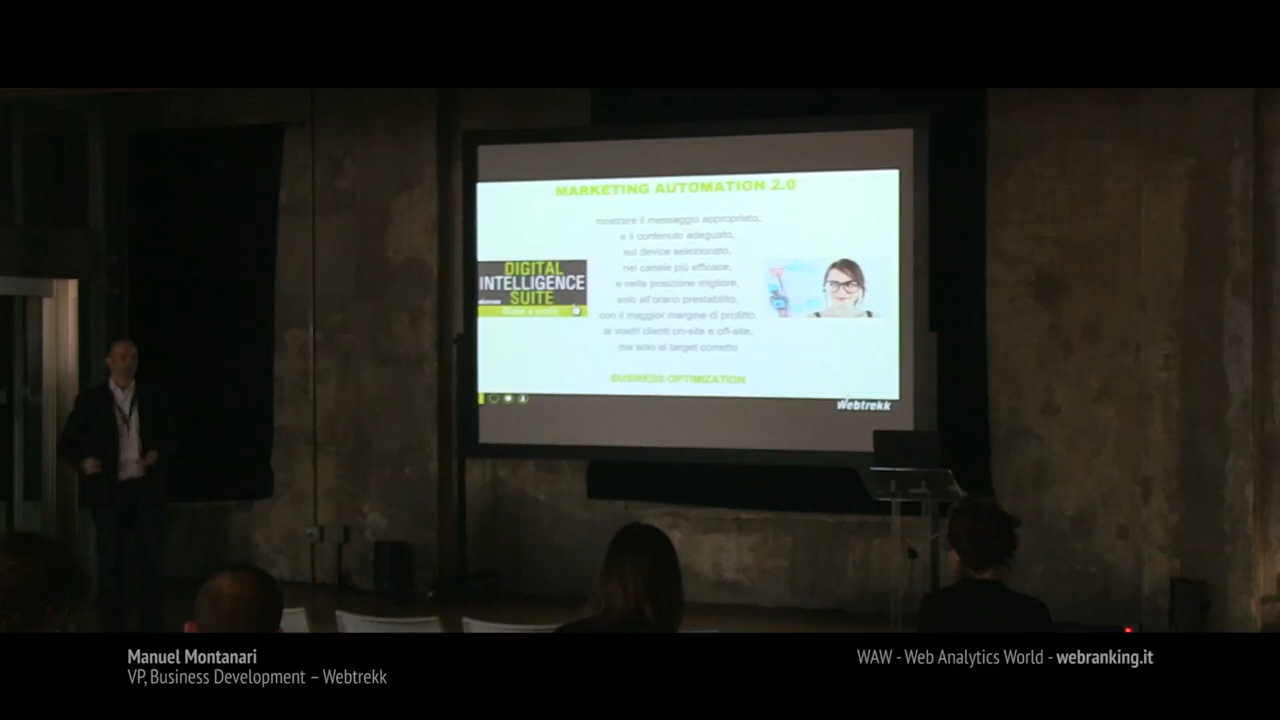 MARKETING AUTOMATION 2.0
mostrare il messaggio appropriato,
e il contenuto adeguato,
sul device selezionato,
nel canale più efficace,
e nella posizione migliore,
solo all'orario prestabilito,
con il maggior margine di profitto,
ai vostri clienti on-site e off-site,
ma solo al target corretto
DIGITAL
INTELLIGENCE
SUITE
Make a profit
BUSINESS OPTIMIZATION
Webtrekk
Manuel Montanari
VP, Business Development – Webtrekk
WAW - Web Analytics World - webranking.it